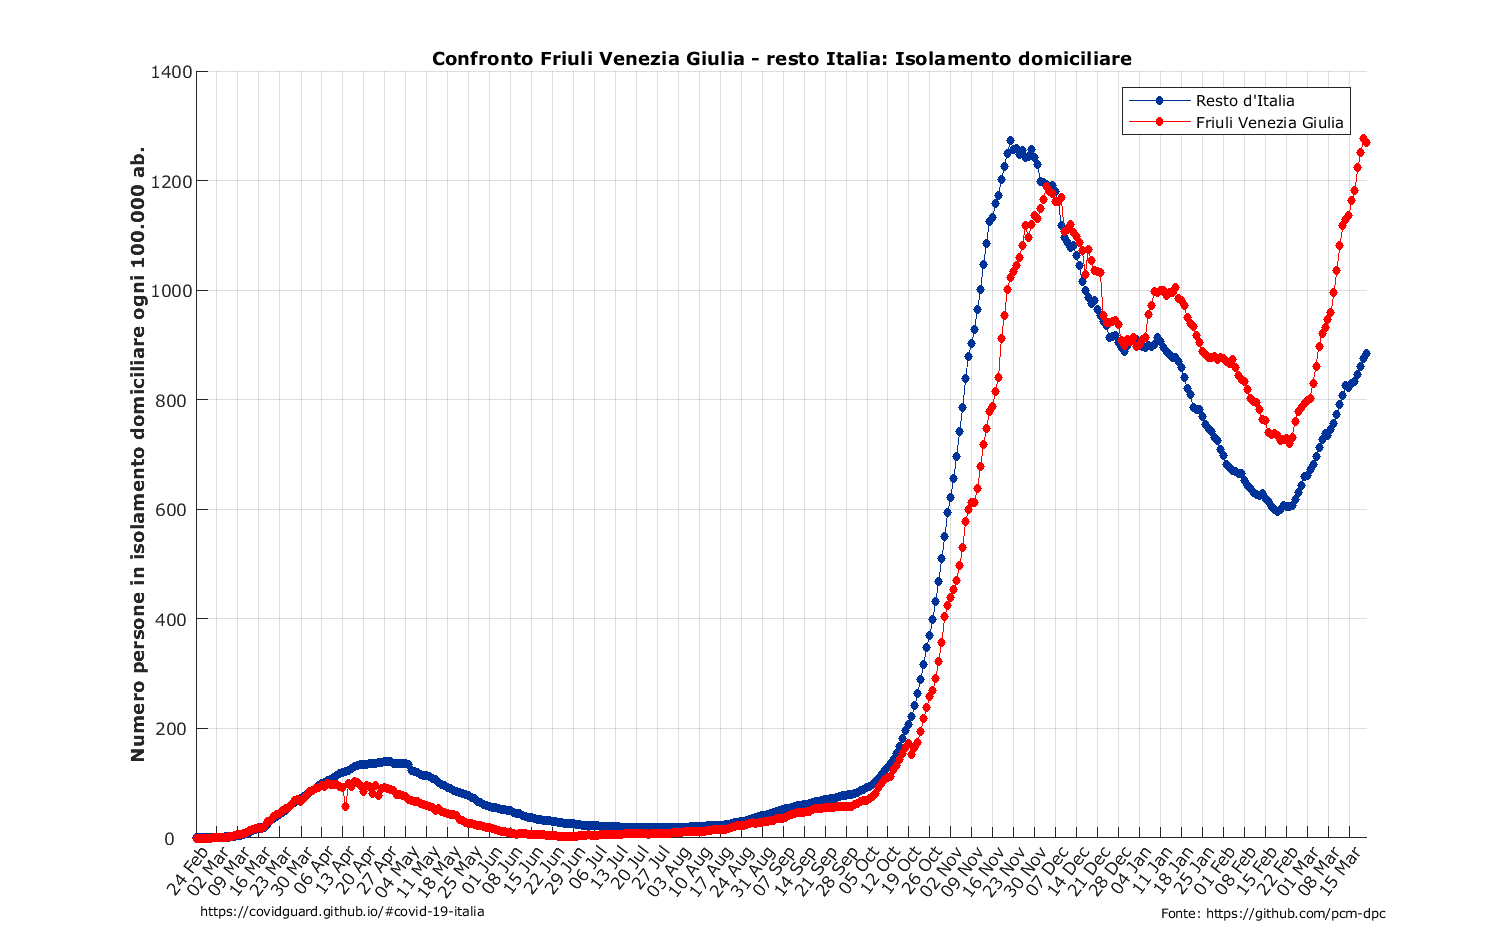 Confronto Friuli Venezia Giulia - resto Italia: Isolamento domiciliare
Numero persone in isolamento domiciliare ogni 100.000 ab.
1400
1200
1000
800
600
400
200
0
Resto d'Italia
Friuli Venezia Giulia
24 Feb
02 Mar
09 Mar
16 Mar
23 Mar
30 Mar
06 Apr
13 Apr
20 Apr
27 Apr
04 May
11 May
18 May
25 May
01 Jun
08 Jun
15 Jun
22 Jun
29 Jun
06 Jul
13 Jul
20 Jul
27 Jul
03 Aug
10 Aug
17 Aug
24 Aug
31 Aug
07 Sep
14 Sep
21 Sep
28 Sep
05 Oct
12 Oct
19 Oct
26 Oct
02 Nov
09 Nov
16 Nov
23 Nov
30 Nov
07 Dec
14 Dec
21 Dec
28 Dec
04 Jan
11 Jan
18 Jan
25 Jan
01 Feb
08 Feb
15 Feb
22 Feb
01 Mar
08 Mar
15 Mar
https://covidguard.github.io/#covid-19-italia
Fonte: https://github.com/pcm-dpc